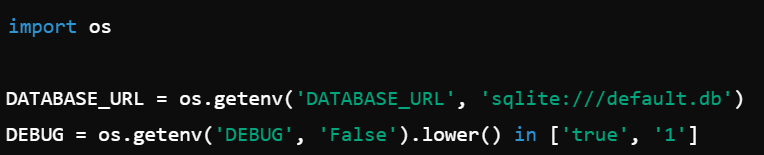 import os
DATABASE_URL = os.getenv('DATABASE_URL', 'sqlite:///default.db')
DEBUG = os.getenv('DEBUG', 'False').lower() in ['true', '1']